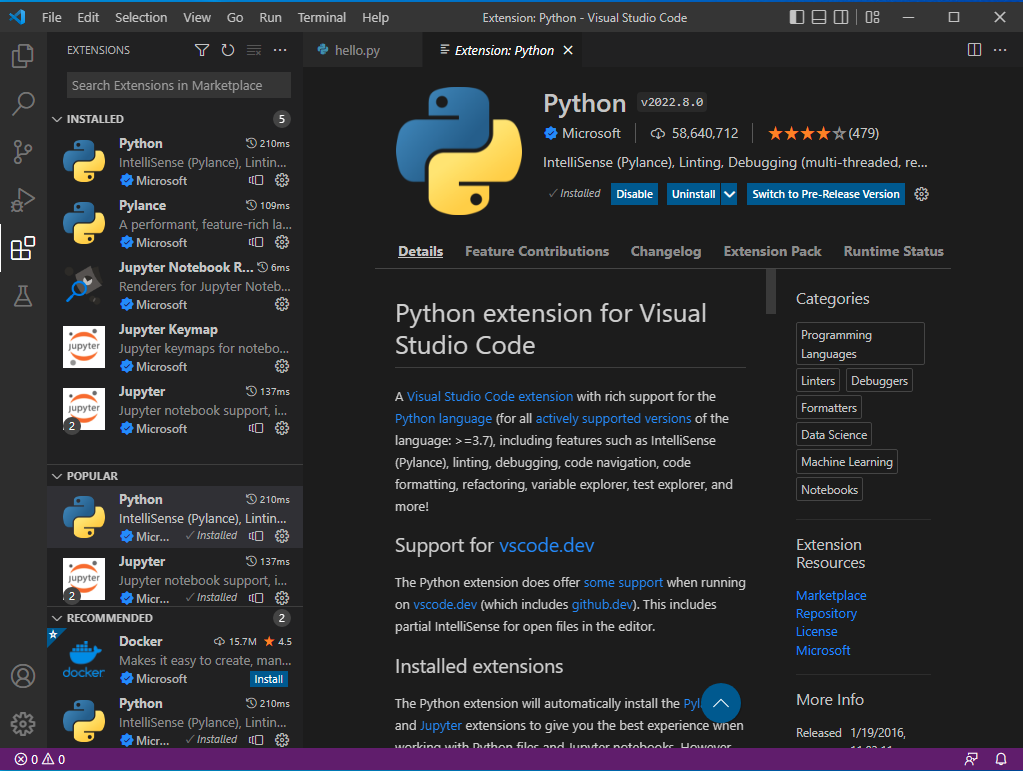 File Edit Selection View Go Run Terminal Help
Extension: Python - Visual Studio Code
EXTENSIONS
Search Extensions in Marketplace
INSTALLED 5
Python 210ms
IntelliSense (Pylance), Lintin...
Microsoft
Pylance 109ms
A performant, feature-rich la...
Microsoft
Jupyter Notebook R... 6ms
Renderers for Jupyter Noteb...
Microsoft
jupyter
Jupyter Keymap
Jupyter keymaps for notebo...
Microsoft
jupyter
2
Jupyter 137ms
Jupyter notebook support, i...
Microsoft
POPULAR
Python 210ms
IntelliSense (Pylance), Lintin...
Micr... ✓ Installed
jupyter
2
Jupyter 137ms
Jupyter notebook support, i...
Micr... ✓ Installed
RECOMMENDED 2
docker
Docker 15.7M ★ 4.5
Makes it easy to create, man...
Microsoft Install
Python 210ms
IntelliSense (Pylance), Lintin...
Micr... ✓ Installed
hello.py
Extension: Python
Python v2022.8.0
Microsoft 58,640,712 ★★★★☆(479)
IntelliSense (Pylance), Linting, Debugging (multi-threaded, re...
✓ Installed Disable Uninstall Switch to Pre-Release Version
Details Feature Contributions Changelog Extension Pack Runtime Status
Python extension for Visual
Studio Code
A Visual Studio Code extension with rich support for the
Python language (for all actively supported versions of the
language: >=3.7), including features such as IntelliSense
(Pylance), linting, debugging, code navigation, code
formatting, refactoring, variable explorer, test explorer, and
more!
Support for vscode.dev
The Python extension does offer some support when running
on vscode.dev (which includes github.dev). This includes
partial IntelliSense for open files in the editor.
Installed extensions
The Python extension will automatically install the
and Jupyter extensions to give you the best experience when
working with Python files and Jupyter notebooks. However,
Categories
Programming
Languages
Linters Debuggers
Formatters
Data Science
Machine Learning
Notebooks
Extension
Resources
Marketplace
Repository
License
Microsoft
More Info
Released 1/19/2016,
0 0